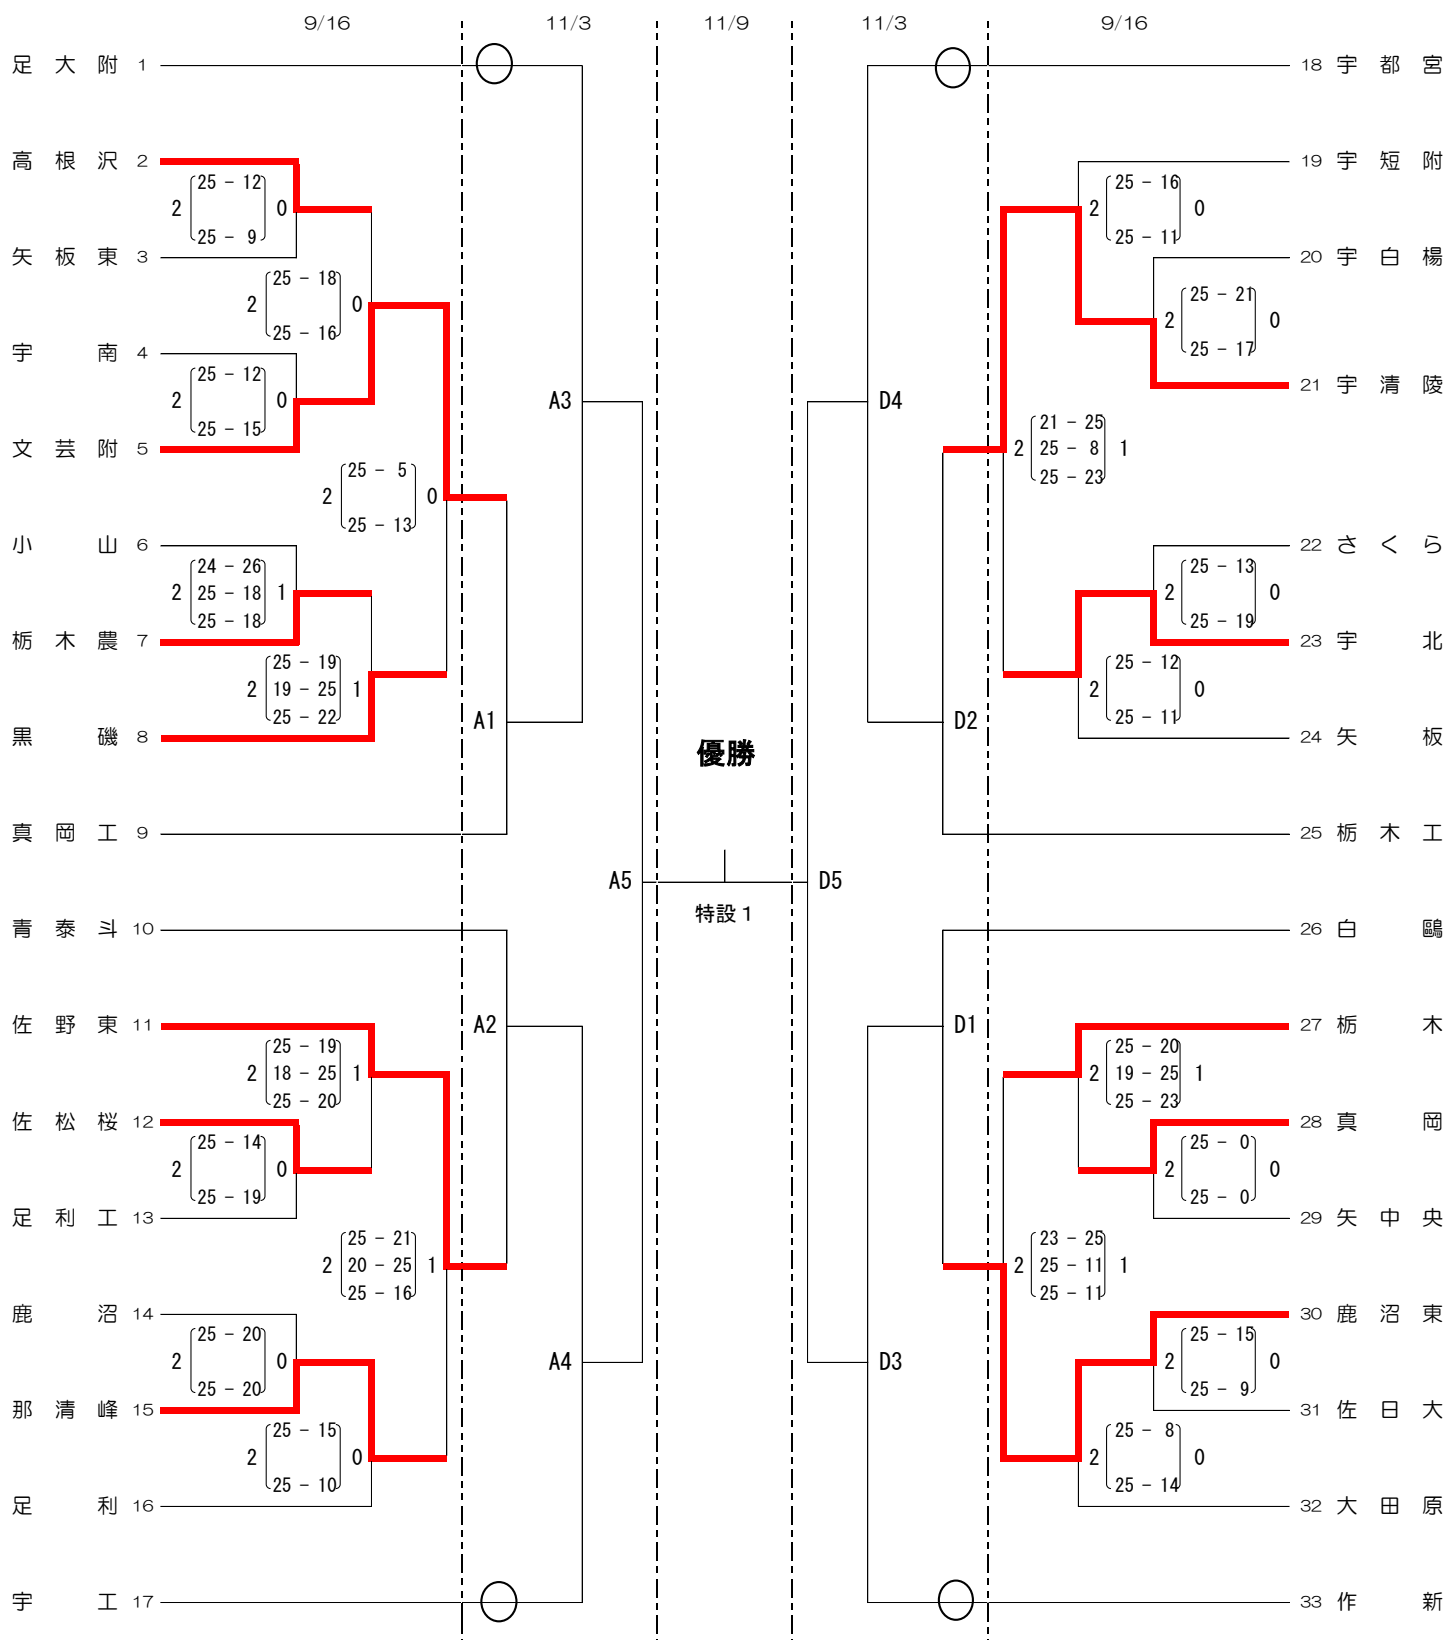 9/16 11/3 11/9 11/3 9/16
足大附 1
18 宇都宮
高根沢 2
19 宇短附
25 - 12
2 0
25 - 9
25 - 16
2 0
25 - 11
矢板東 3
20 宇白楊
25 - 18
2 0
25 - 16
25 - 21
2 0
25 - 17
宇南 4
21 宇清陵
25 - 12
2 0
25 - 15
A3
D4
文芸附 5
21 - 25
2 25 - 8 1
25 - 23
25 - 5
2 0
25 - 13
小山 6
22 さくら
24 - 26
2 25 - 18 1
25 - 18
25 - 13
2 0
25 - 19
栃木農 7
23 宇北
25 - 19
2 19 - 25 1
25 - 22
25 - 12
2 0
25 - 11
A1
D2
黒磯 8
24 矢板
優勝
真岡工 9
25 栃木工
A5
D5
特設1
青泰斗 10
26 白鷗
佐野東 11
A2
D1
27 栃木
25 - 19
2 18 - 25 1
25 - 20
25 - 20
2 19 - 25 1
25 - 23
佐松桜 12
28 真岡
25 - 14
2 0
25 - 19
25 - 0
2 0
25 - 0
足利工 13
29 矢中央
25 - 21
2 20 - 25 1
25 - 16
23 - 25
2 25 - 11 1
25 - 11
鹿沼 14
30 鹿沼東
25 - 20
2 0
25 - 20
A4
D3
25 - 15
2 0
25 - 9
那清峰 15
31 佐日大
25 - 15
2 0
25 - 10
25 - 8
2 0
25 - 14
足利 16
32 大田原
宇工 17
33 作新